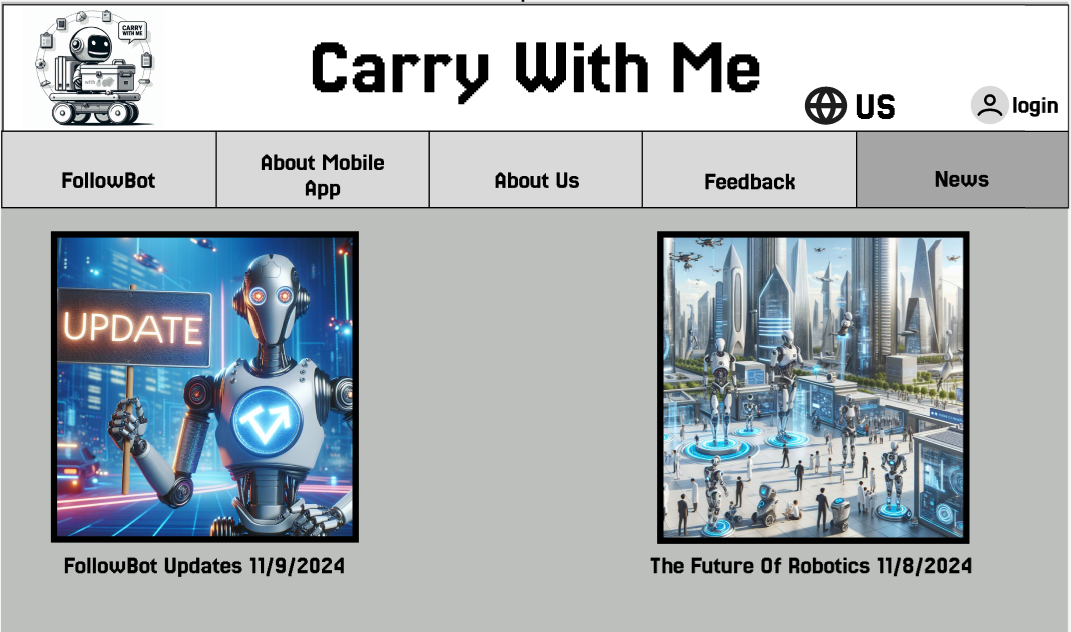 CARRY
WITH ME
Carry With Me
US
login
FollowBot
About Mobile
App
About Us
Feedback
News
UPDATE
FollowBot Updates 11/9/2024
The Future Of Robotics 11/8/2024